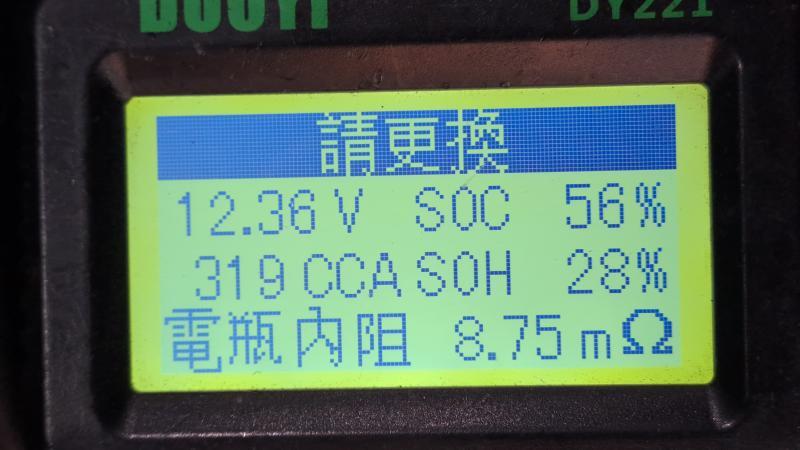 DUOYI DY221
請更換
12.36 V SOC 56%
319 CCA SOH 28%
電瓶內阻 8.75 mΩ